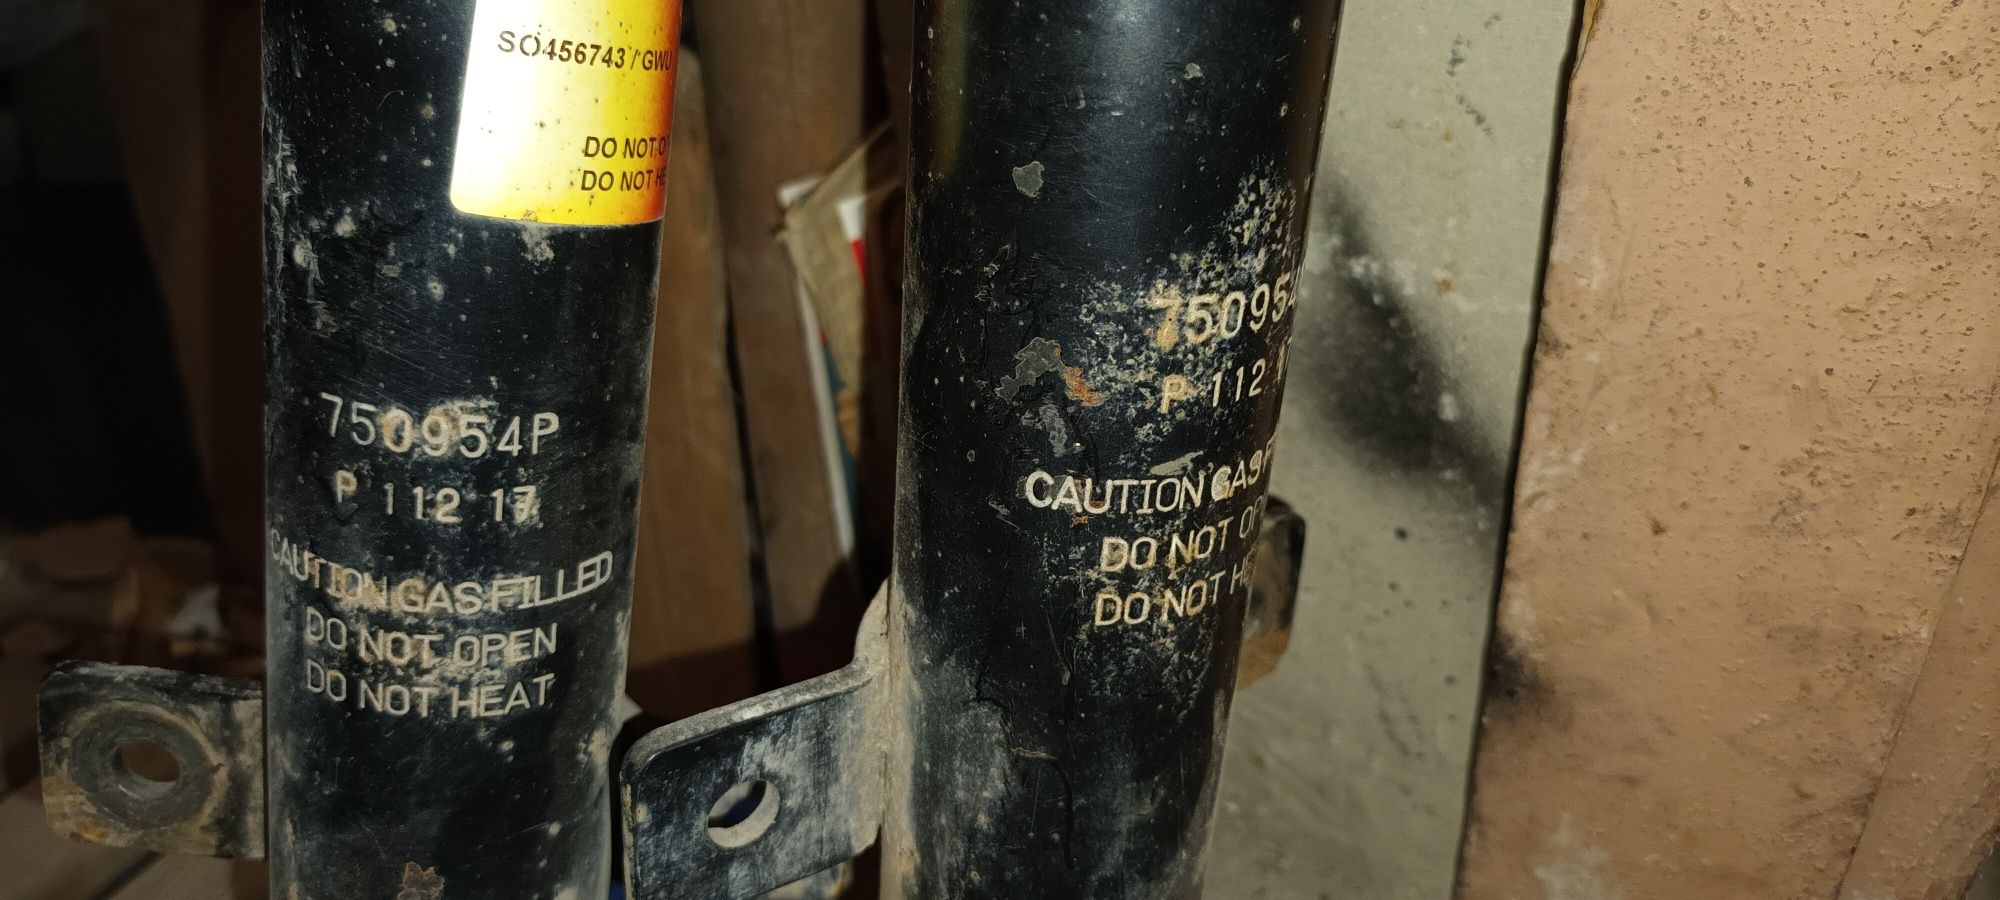 SO456743 / GWU
DO NOT
DO NOT HE
750954P
P 112 17
CAUTION GAS FILLED
DO NOT OPEN
DO NOT HEAT
750954
P 112 1
CAUTION GAS F
DO NOT OP
DO NOT HE